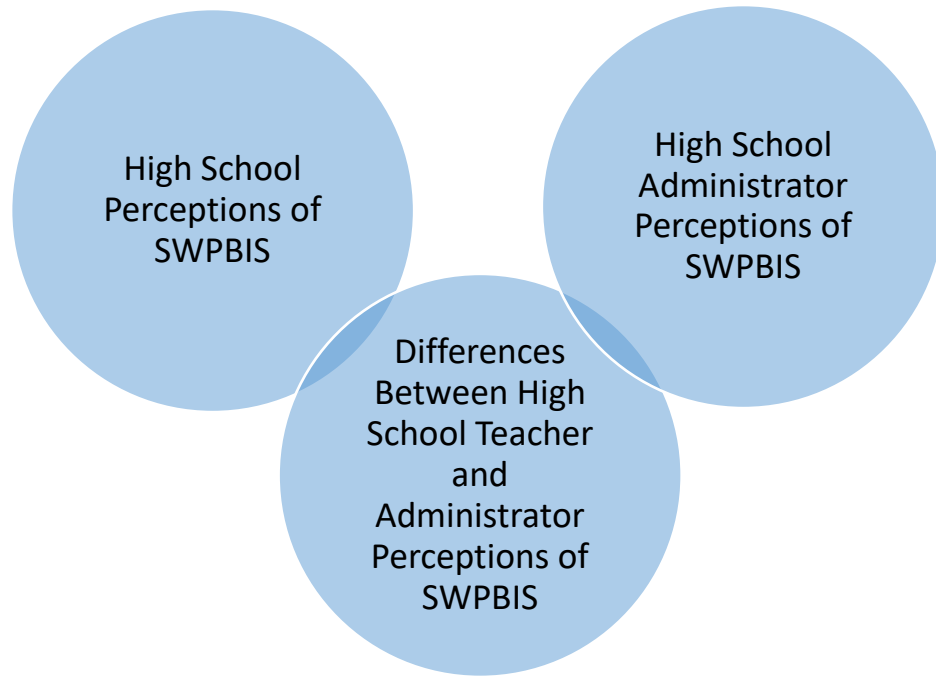 High School
Perceptions of
SWPBIS
High School
Administrator
Perceptions of
SWPBIS
Differences
Between High
School Teacher
and
Administrator
Perceptions of
SWPBIS